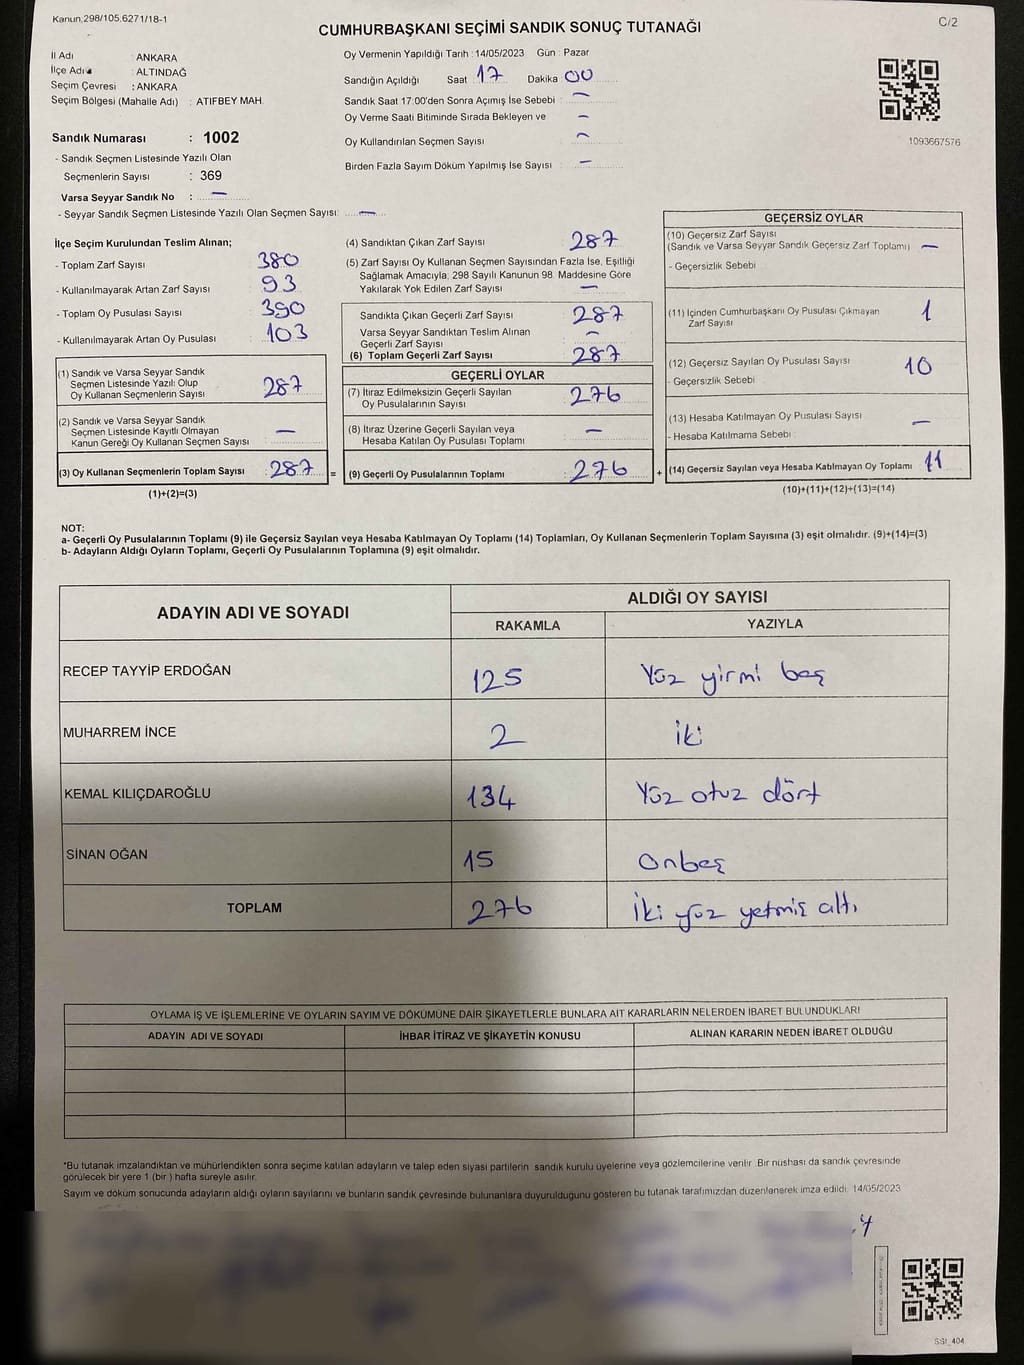 Kanun,298/105,6271/18-1
C/2
CUMHURBAŞKANI SEÇİMİ SANDIK SONUÇ TUTANAĞI
İl Adı : ANKARA
İlçe Adı : ALTINDAĞ
Seçim Çevresi : ANKARA
Seçim Bölgesi (Mahalle Adı) : ATIFBEY MAH.
Sandık Numarası : 1002
- Sandık Seçmen Listesinde Yazılı Olan
Seçmenlerin Sayısı : 369
Varsa Seyyar Sandık No : —
- Seyyar Sandık Seçmen Listesinde Yazılı Olan Seçmen Sayısı: —
Oy Vermenin Yapıldığı Tarih : 14/05/2023 Gün : Pazar
Sandığın Açıldığı Saat 17 Dakika 00
Sandık Saat 17:00'den Sonra Açımış İse Sebebi : —
Oy Verme Saati Bitiminde Sırada Bekleyen ve —
Oy Kullandırılan Seçmen Sayısı —
Birden Fazla Sayım Döküm Yapılmış İse Sayısı : —
1093667576
İlçe Seçim Kurulundan Teslim Alınan;
- Toplam Zarf Sayısı 380
- Kullanılmayarak Artan Zarf Sayısı 93
- Toplam Oy Pusulası Sayısı 390
- Kullanılmayarak Artan Oy Pusulası 103
(1) Sandık ve Varsa Seyyar Sandık
Seçmen Listesinde Yazılı Olup
Oy Kullanan Seçmenlerin Sayısı 287
(2) Sandık ve Varsa Seyyar Sandık
Seçmen Listesinde Kayıtlı Olmayan
Kanun Gereği Oy Kullanan Seçmen Sayısı —
(3) Oy Kullanan Seçmenlerin Toplam Sayısı 287 =
(1)+(2)=(3)
(4) Sandıktan Çıkan Zarf Sayısı 287
(5) Zarf Sayısı Oy Kullanan Seçmen Sayısından Fazla İse, Eşitliği
Sağlamak Amacıyla, 298 Sayılı Kanunun 98. Maddesine Göre
Yakılarak Yok Edilen Zarf Sayısı —
Sandıkta Çıkan Geçerli Zarf Sayısı 287
Varsa Seyyar Sandıktan Teslim Alınan
Geçerli Zarf Sayısı —
(6) Toplam Geçerli Zarf Sayısı 287
GEÇERLİ OYLAR
(7) İtiraz Edilmeksizin Geçerli Sayılan
Oy Pusulalarının Sayısı 276
(8) İtiraz Üzerine Geçerli Sayılan veya
Hesaba Katılan Oy Pusulası Toplamı —
(9) Geçerli Oy Pusulalarının Toplamı 276 +
GEÇERSİZ OYLAR
(10) Geçersiz Zarf Sayısı
(Sandık ve Varsa Seyyar Sandık Geçersiz Zarf Toplamı) —
- Geçersizlik Sebebi
(11) İçinden Cumhurbaşkanı Oy Pusulası Çıkmayan
Zarf Sayısı 1
(12) Geçersiz Sayılan Oy Pusulası Sayısı 10
- Geçersizlik Sebebi
(13) Hesaba Katılmayan Oy Pusulası Sayısı —
- Hesaba Katılmama Sebebi
(14) Geçersiz Sayılan veya Hesaba Katılmayan Oy Toplamı 11
(10)+(11)+(12)+(13)=(14)
NOT:
a- Geçerli Oy Pusulalarının Toplamı (9) ile Geçersiz Sayılan veya Hesaba Katılmayan Oy Toplamı (14) Toplamları, Oy Kullanan Seçmenlerin Toplam Sayısına (3) eşit olmalıdır. (9)+(14)=(3)
b- Adayların Aldığı Oyların Toplamı, Geçerli Oy Pusulalarının Toplamına (9) eşit olmalıdır.
ADAYIN ADI VE SOYADI
ALDIĞI OY SAYISI
RAKAMLA YAZIYLA
RECEP TAYYİP ERDOĞAN 125 Yüz yirmi beş
MUHARREM İNCE 2 iki
KEMAL KILIÇDAROĞLU 134 Yüz otuz dört
SİNAN OĞAN 15 Onbeş
TOPLAM 276 İki yüz yetmiş altı
OYLAMA İŞ VE İŞLEMLERİNE VE OYLARIN SAYIM VE DÖKÜMÜNE DAİR ŞİKAYETLERLE BUNLARA AİT KARARLARIN NELERDEN İBARET BULUNDUKLARI
ADAYIN ADI VE SOYADI İHBAR İTİRAZ VE ŞİKAYETİN KONUSU ALINAN KARARIN NEDEN İBARET OLDUĞU
*Bu tutanak imzalandıktan ve mühürlendikten sonra seçime katılan adayların ve talep eden siyasi partilerin sandık kurulu üyelerine veya gözlemcilerine verilir. Bir nüshası da sandık çevresinde
görülecek bir yere 1 (bir) hafta süreyle asılır.
Sayım ve döküm sonucunda adayların aldığı oyların sayılarını ve bunların sandık çevresinde bulunanlara duyurulduğunu gösteren bu tutanak tarafımızdan düzenlenerek imza edildi. 14/05/2023
SSt_404